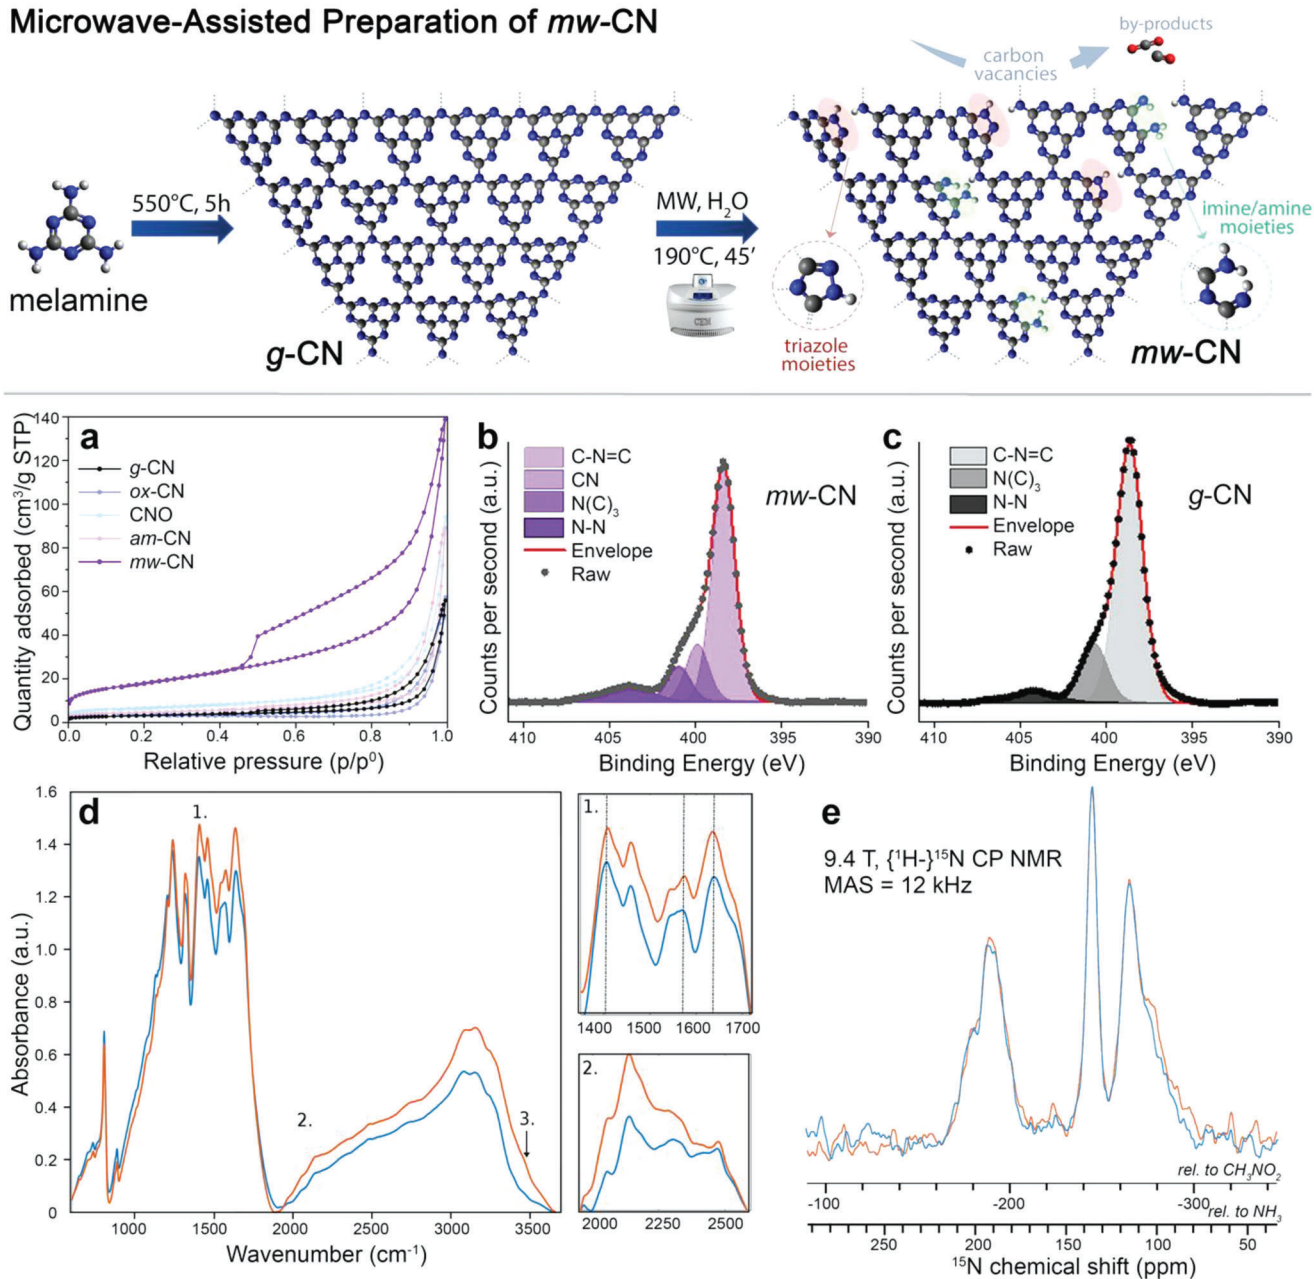 Microwave-Assisted Preparation of mw-CN
by-products
carbon
vacancies
550°C, 5h
MW, H₂O
190°C, 45'
CEM
imine/amine
moieties
melamine
g-CN
triazole
moieties
mw-CN
a
Quantity adsorbed (cm³/g STP)
140
120
100
80
60
40
20
0
g-CN
ox-CN
CNO
am-CN
mw-CN
0.0 0.2 0.4 0.6 0.8 1.0
Relative pressure (p/p⁰)
b
Counts per second (a.u.)
C-N=C
CN
N(C)₃
N-N
Envelope
Raw
mw-CN
410 405 400 395 390
Binding Energy (eV)
c
Counts per second (a.u.)
C-N=C
N(C)₃
N-N
Envelope
Raw
g-CN
410 405 400 395 390
Binding Energy (eV)
d
Absorbance (a.u.)
1.6
1.4
1.2
1.0
0.8
0.6
0.4
0.2
0
1.
2.
3.
1000 1500 2000 2500 3000 3500
Wavenumber (cm⁻¹)
1.
1400 1500 1600 1700
2.
2000 2250 2500
e
9.4 T, {¹H-}¹⁵N CP NMR
MAS = 12 kHz
rel. to CH₃NO₂
-100 -200 -300
rel. to NH₃
250 200 150 100 50
¹⁵N chemical shift (ppm)